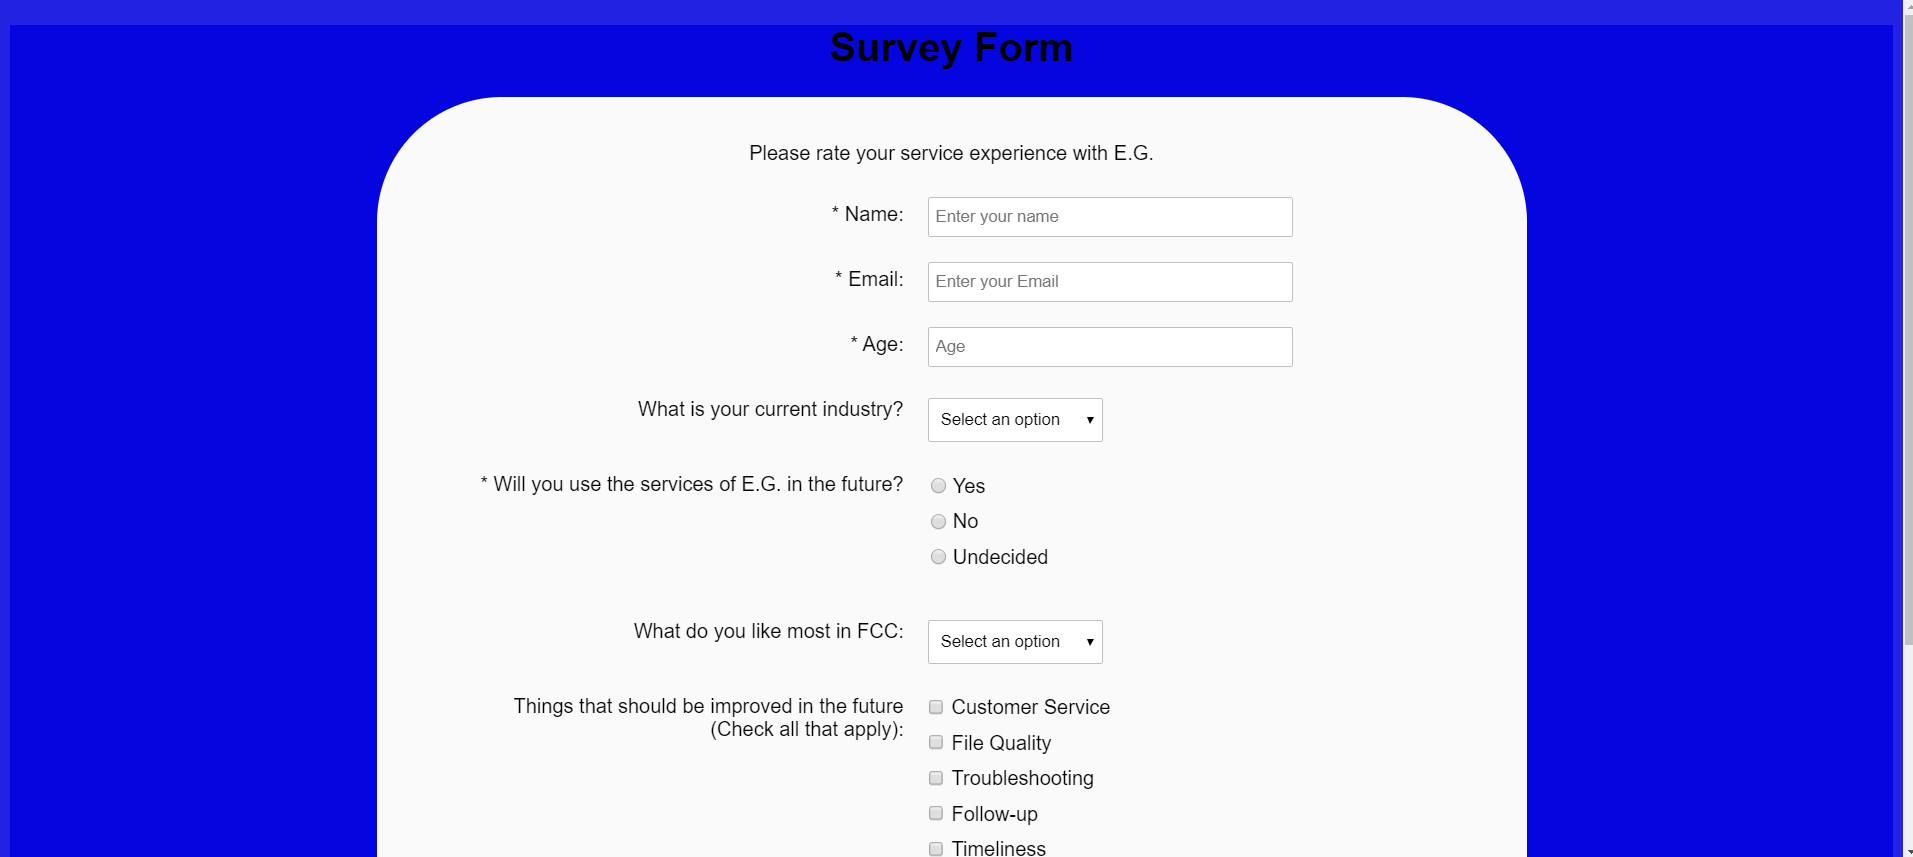 Survey Form
Please rate your service experience with E.G.
* Name:
Enter your name
* Email:
Enter your Email
* Age:
Age
What is your current industry?
Select an option
* Will you use the services of E.G. in the future?
Yes
No
Undecided
What do you like most in FCC:
Select an option
Things that should be improved in the future
(Check all that apply):
Customer Service
File Quality
Troubleshooting
Follow-up
Timeliness